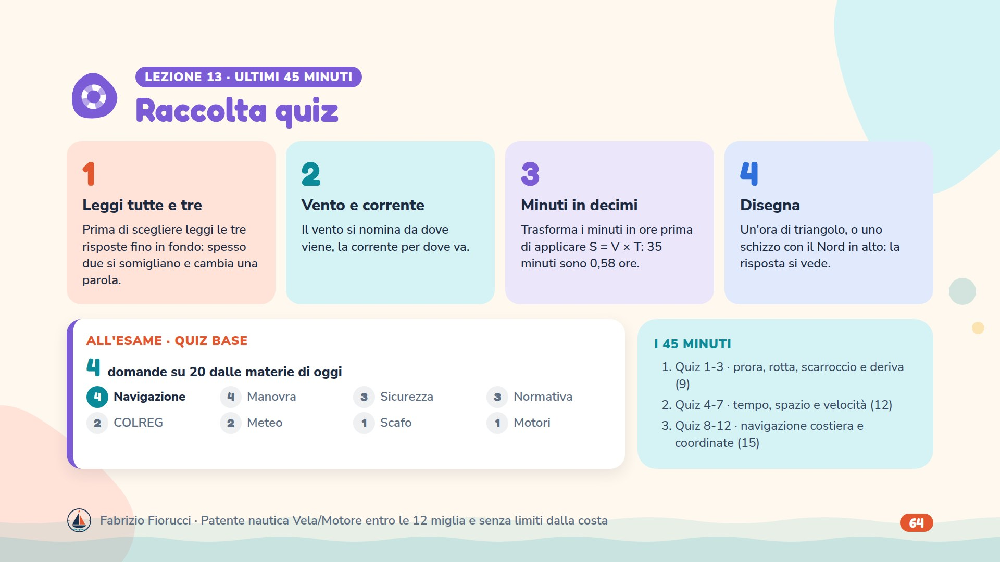 LEZIONE 13 · ULTIMI 45 MINUTI
Raccolta quiz
1
Leggi tutte e tre
Prima di scegliere leggi le tre
risposte fino in fondo: spesso
due si somigliano e cambia una
parola.
2
Vento e corrente
Il vento si nomina da dove
viene, la corrente per dove va.
3
Minuti in decimi
Trasforma i minuti in ore prima
di applicare S = V × T: 35
minuti sono 0,58 ore.
4
Disegna
Un'ora di triangolo, o uno
schizzo con il Nord in alto: la
risposta si vede.
ALL'ESAME · QUIZ BASE
4 domande su 20 dalle materie di oggi
4 Navigazione
4 Manovra
3 Sicurezza
3 Normativa
2 COLREG
2 Meteo
1 Scafo
1 Motori
I 45 MINUTI
1. Quiz 1-3 · prora, rotta, scarroccio e deriva
(9)
2. Quiz 4-7 · tempo, spazio e velocità (12)
3. Quiz 8-12 · navigazione costiera e
coordinate (15)
Fabrizio Fiorucci · Patente nautica Vela/Motore entro le 12 miglia e senza limiti dalla costa
64